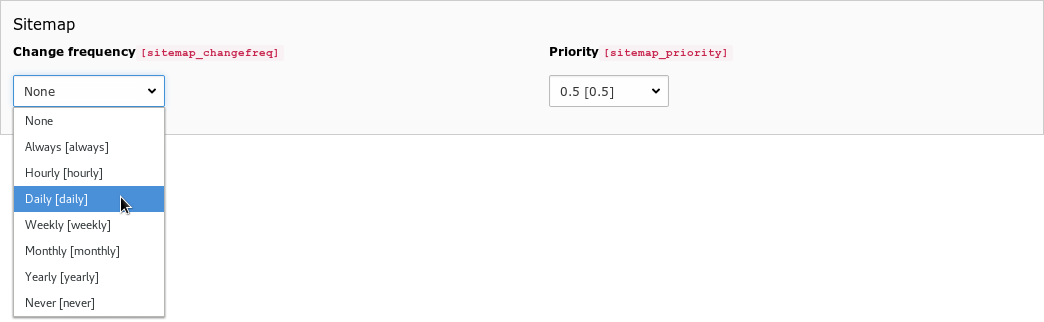 Sitemap
Change frequency [sitemap_changefreq] Priority [sitemap_priority]
None 0.5 [0.5]
None
Always [always]
Hourly [hourly]
Daily [daily]
Weekly [weekly]
Monthly [monthly]
Yearly [yearly]
Never [never]